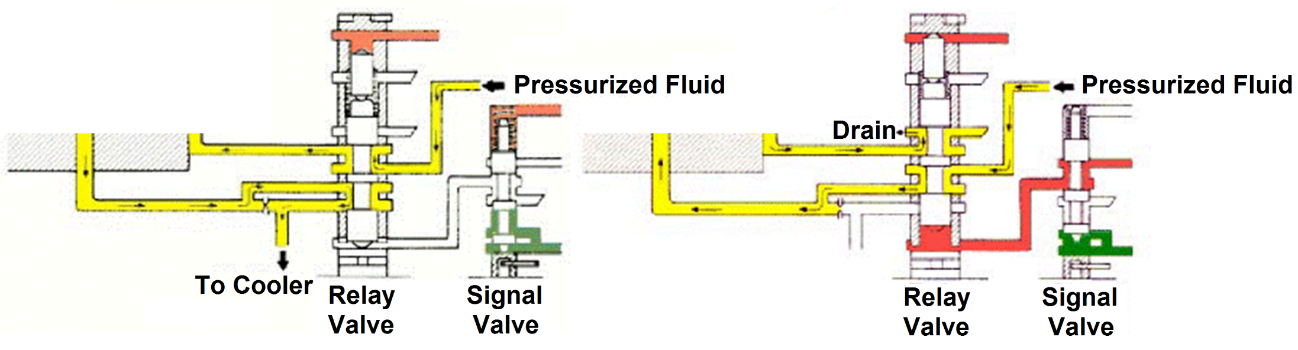 Pressurized Fluid
To Cooler
Relay
Valve
Signal
Valve
Pressurized Fluid
Drain
Relay
Valve
Signal
Valve